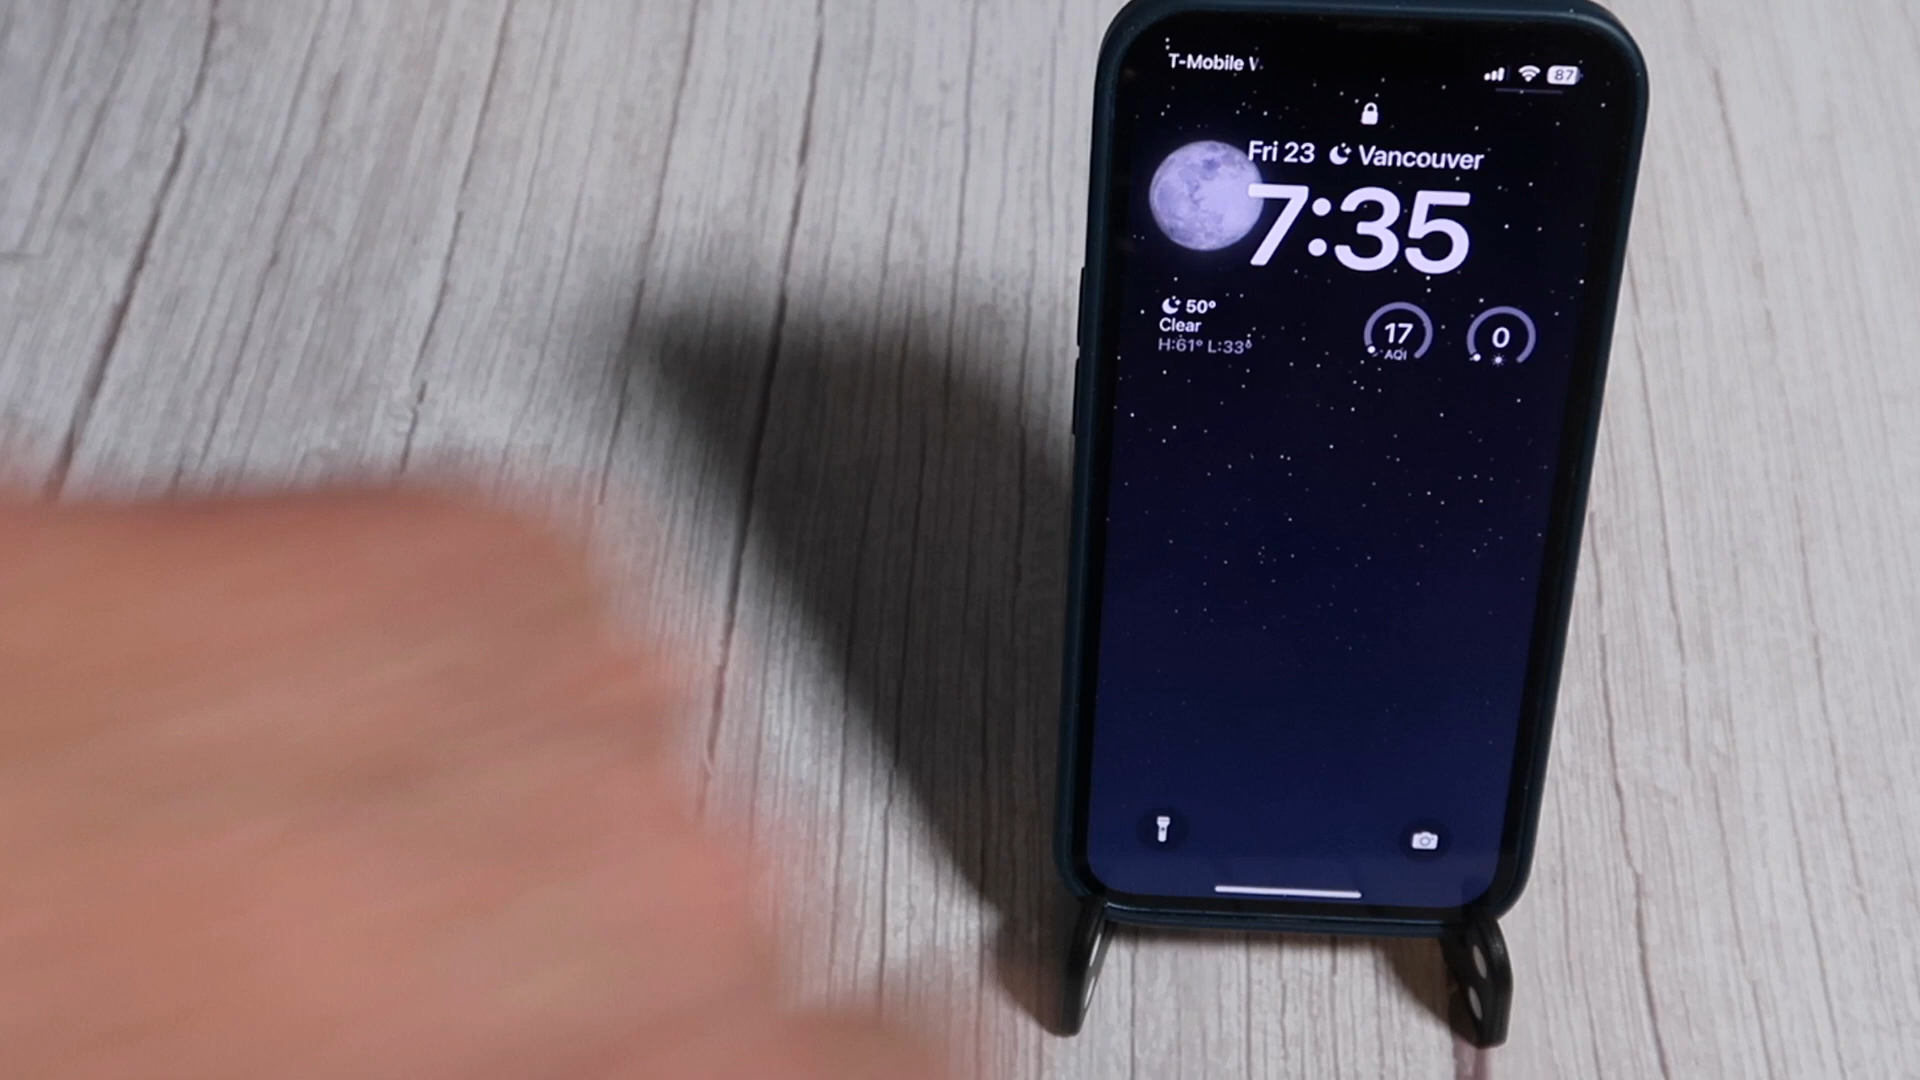 T-Mobile
87
Fri 23 Vancouver
7:35
50°
Clear
H:61° L:33°
17
AQI
0